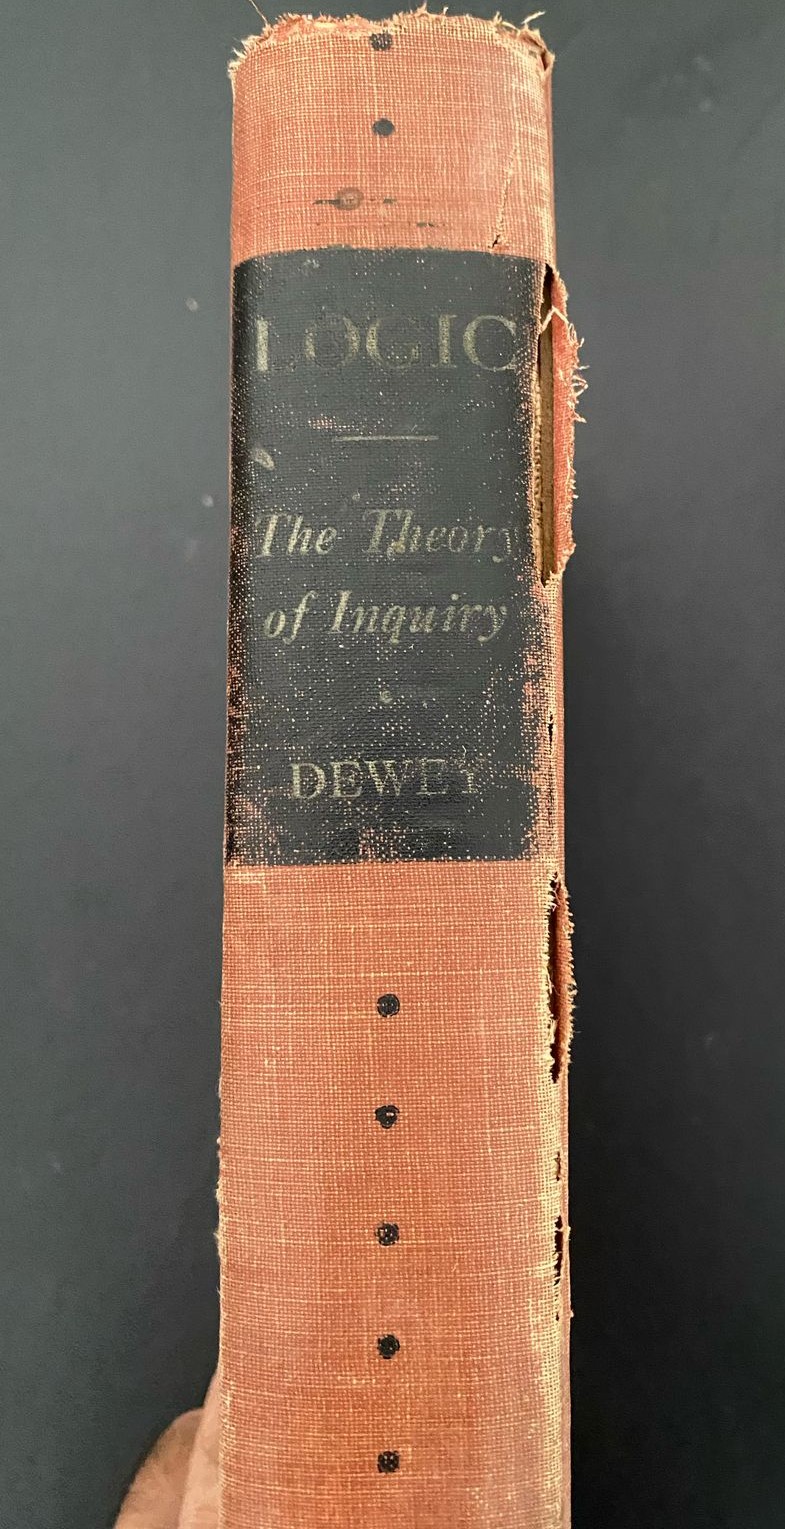 LOGIC
The Theory
of Inquiry
DEWEY